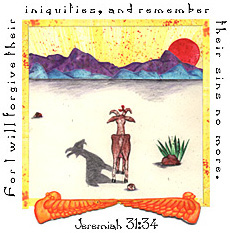 For I will forgive their
iniquities, and remember
their sins no more.
Jeremiah 31:34